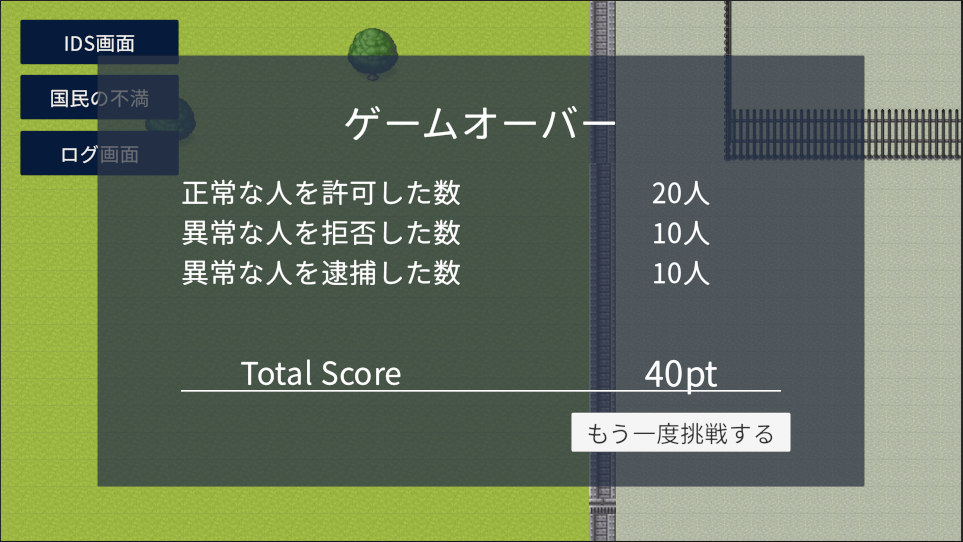 IDS画面
国民の不満
ログ画面
ゲームオーバー
正常な人を許可した数 20人
異常な人を拒否した数 10人
異常な人を逮捕した数 10人
Total Score 40pt
もう一度挑戦する